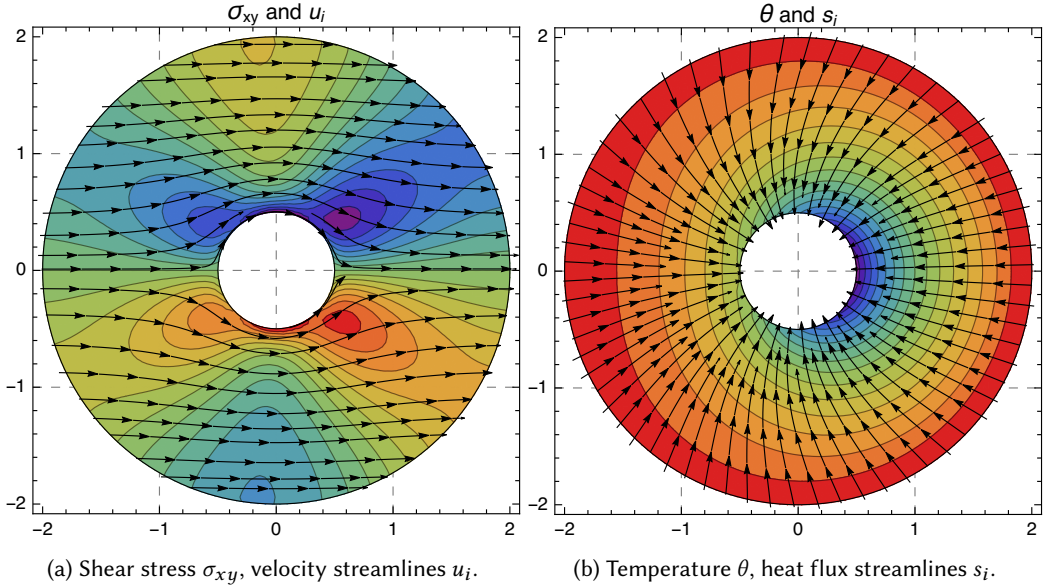 σxy and ui
θ and si
2
1
0
−1
−2
−2 −1 0 1 2
2
1
0
−1
−2
−2 −1 0 1 2
(a) Shear stress σxy, velocity streamlines ui.
(b) Temperature θ, heat flux streamlines si.